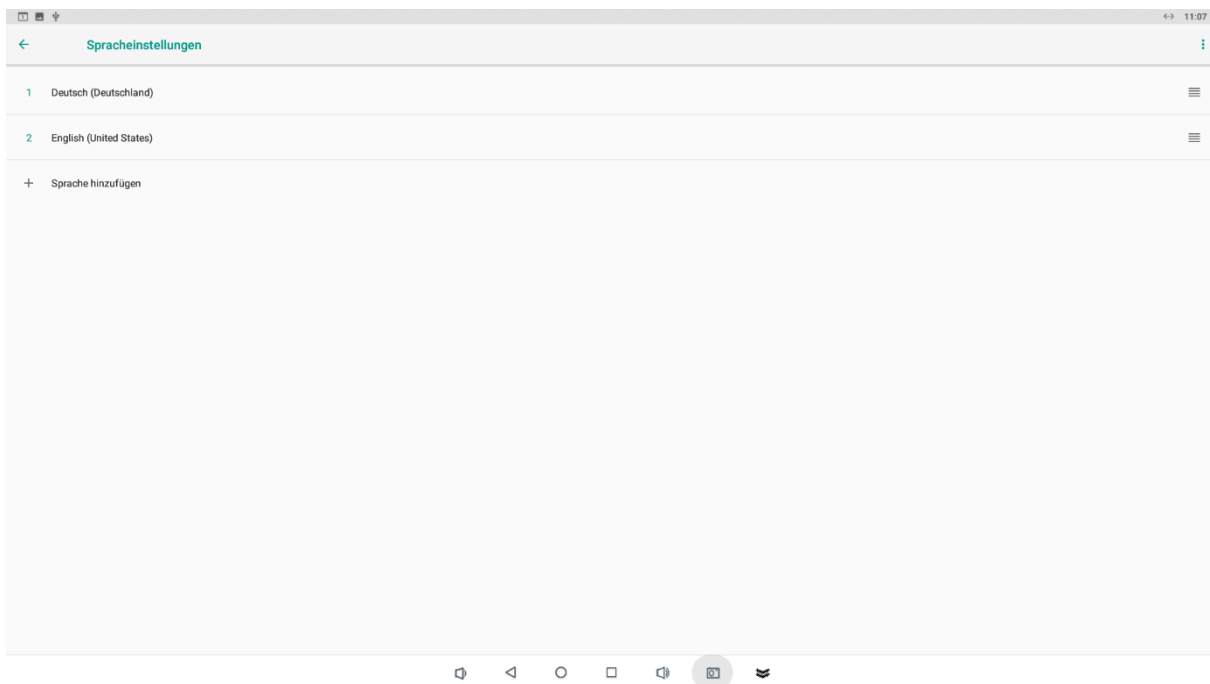 11:07
Spracheinstellungen
1 Deutsch (Deutschland)
2 English (United States)
+ Sprache hinzufügen